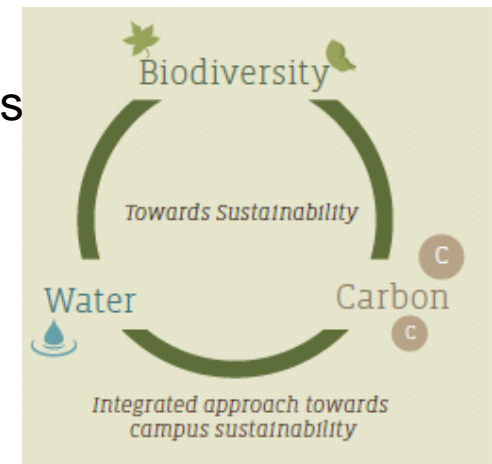 Biodiversity
s
Towards Sustainability
C
Water
Carbon
C
Integrated approach towards
campus sustainability